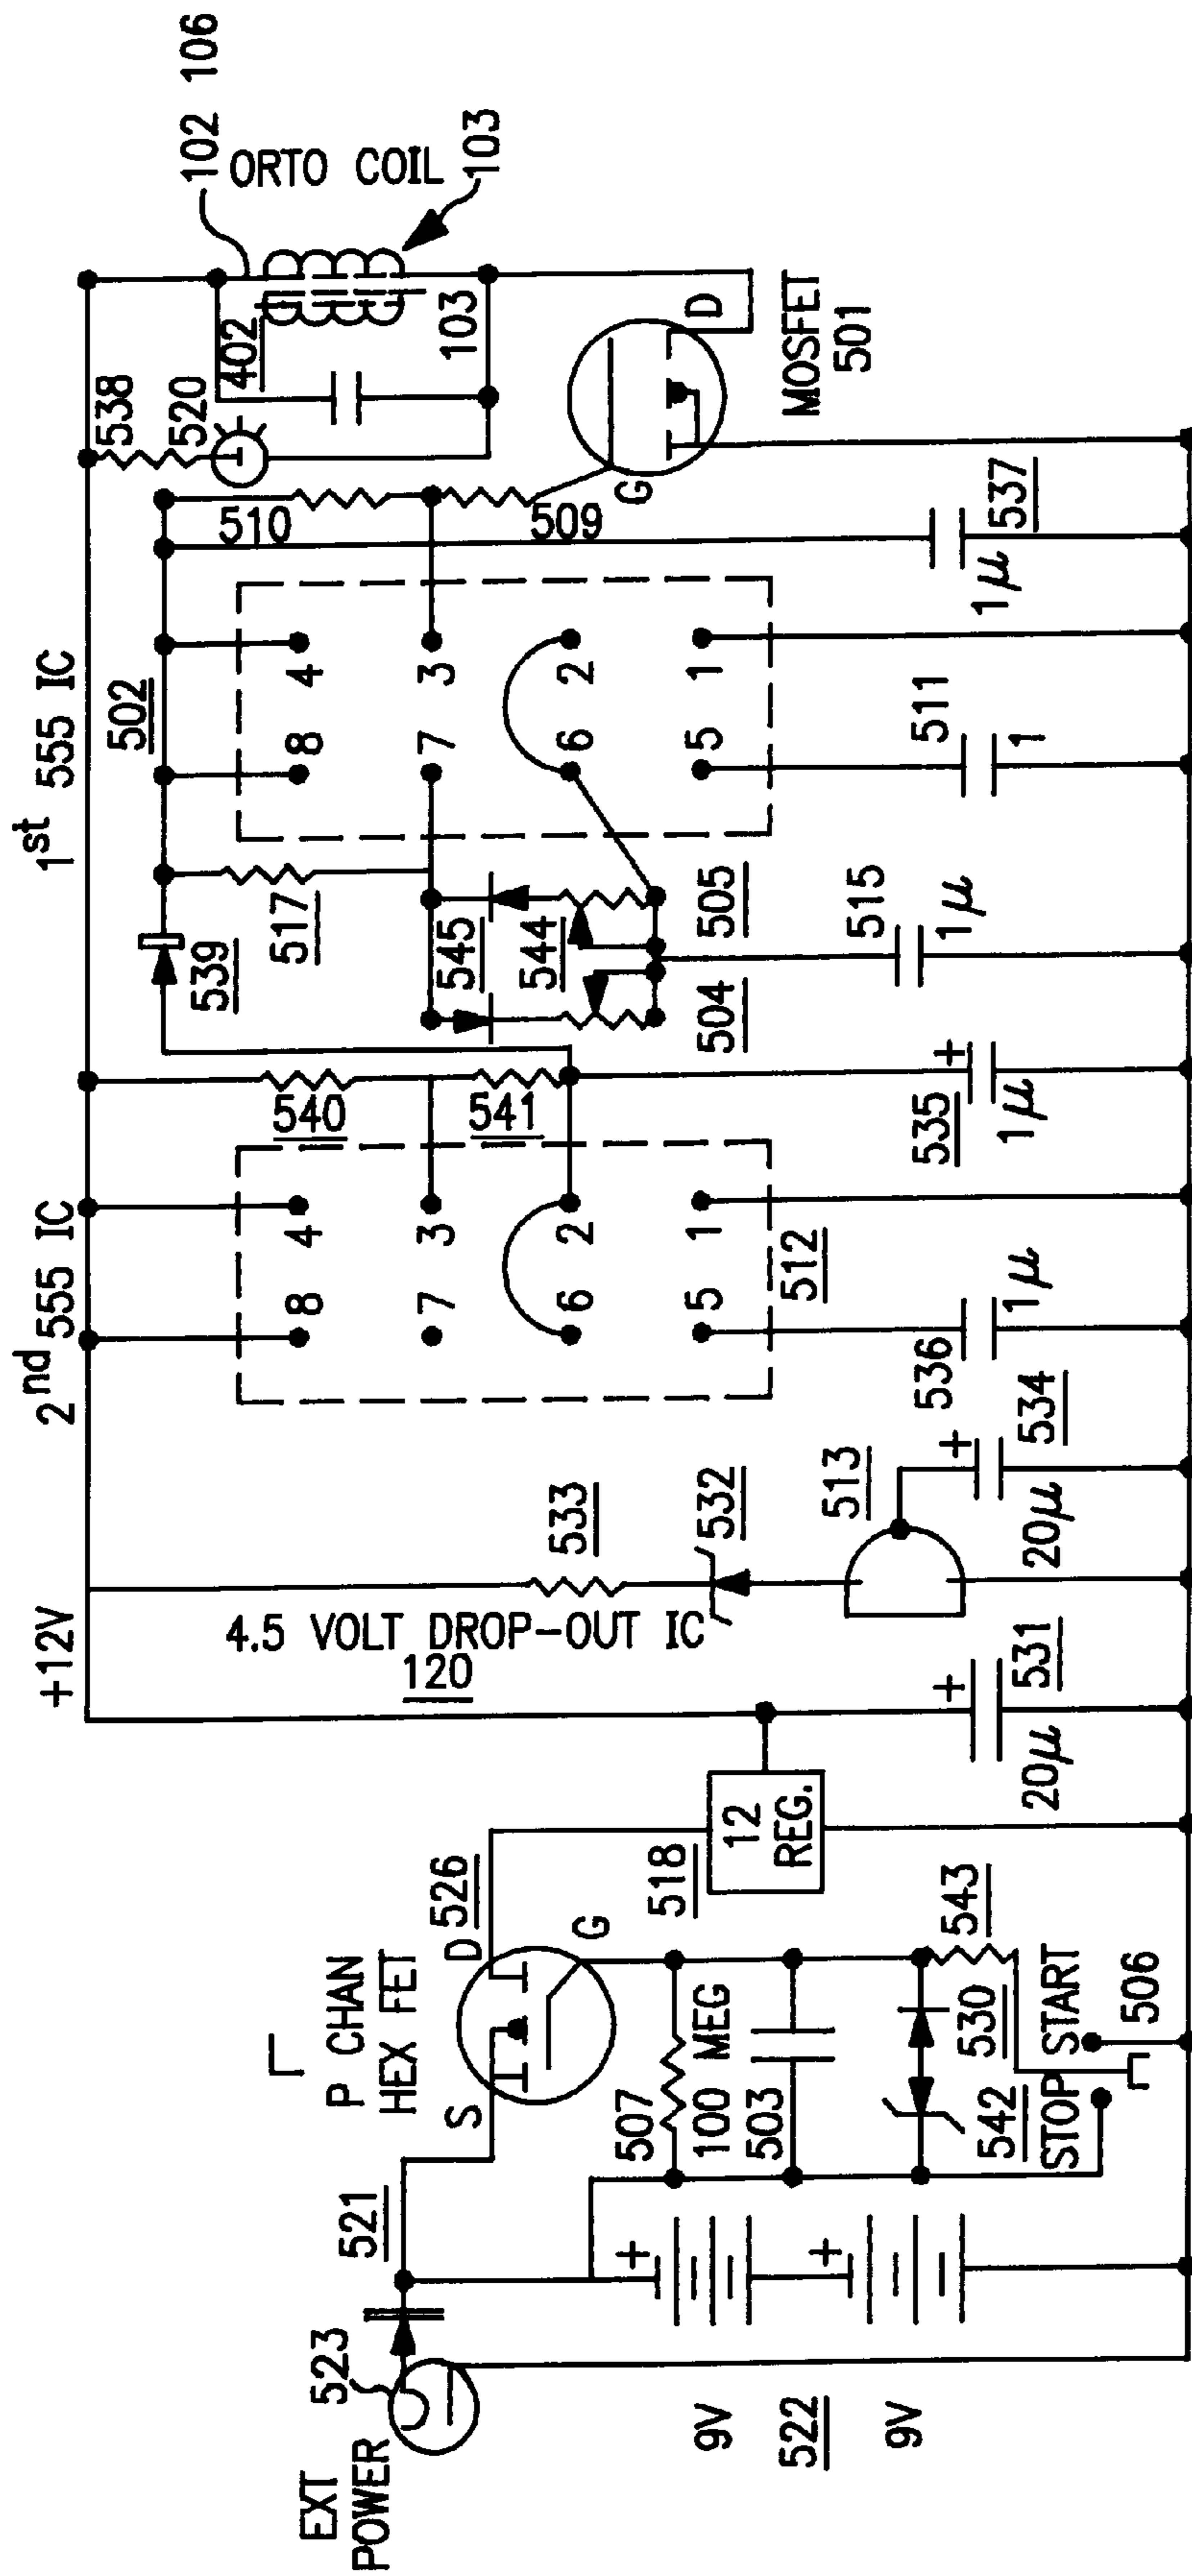 EXT
POWER
523
521
9V
522
9V
P CHAN
HEX FET
S
D
526
G
507
100 MEG
503
542
530
543
STOP
START
506
518
12
REG.
+12V
120
4.5 VOLT DROP-OUT IC
+
+
+
20μ
531
533
532
513
+
20μ
534
2nd 555 IC
8
4
7
3
6
2
5
1
512
536
1μ
540
541
535
+
1μ
539
517
545
544
504
505
515
1μ
1st 555 IC
502
8
4
7
3
6
2
5
1
511
1
510
509
537
1μ
538
520
402
103
G
D
MOSFET
501
102
106
ORTO COIL
103